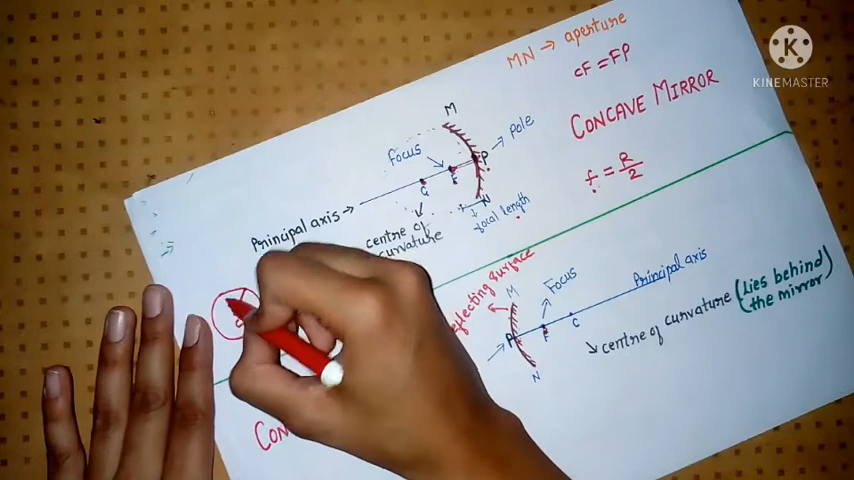 MN → aperture
CF = FP
CONCAVE MIRROR
f = R/2
M
Focus
Pole
P
F
C
N
focal length
Principal axis →
centre of
curvature
reflecting surface
M
Focus
Principal axis
P
F
C
N
centre of curvature (Lies behind
the mirror)
CON
K
KINEMASTER